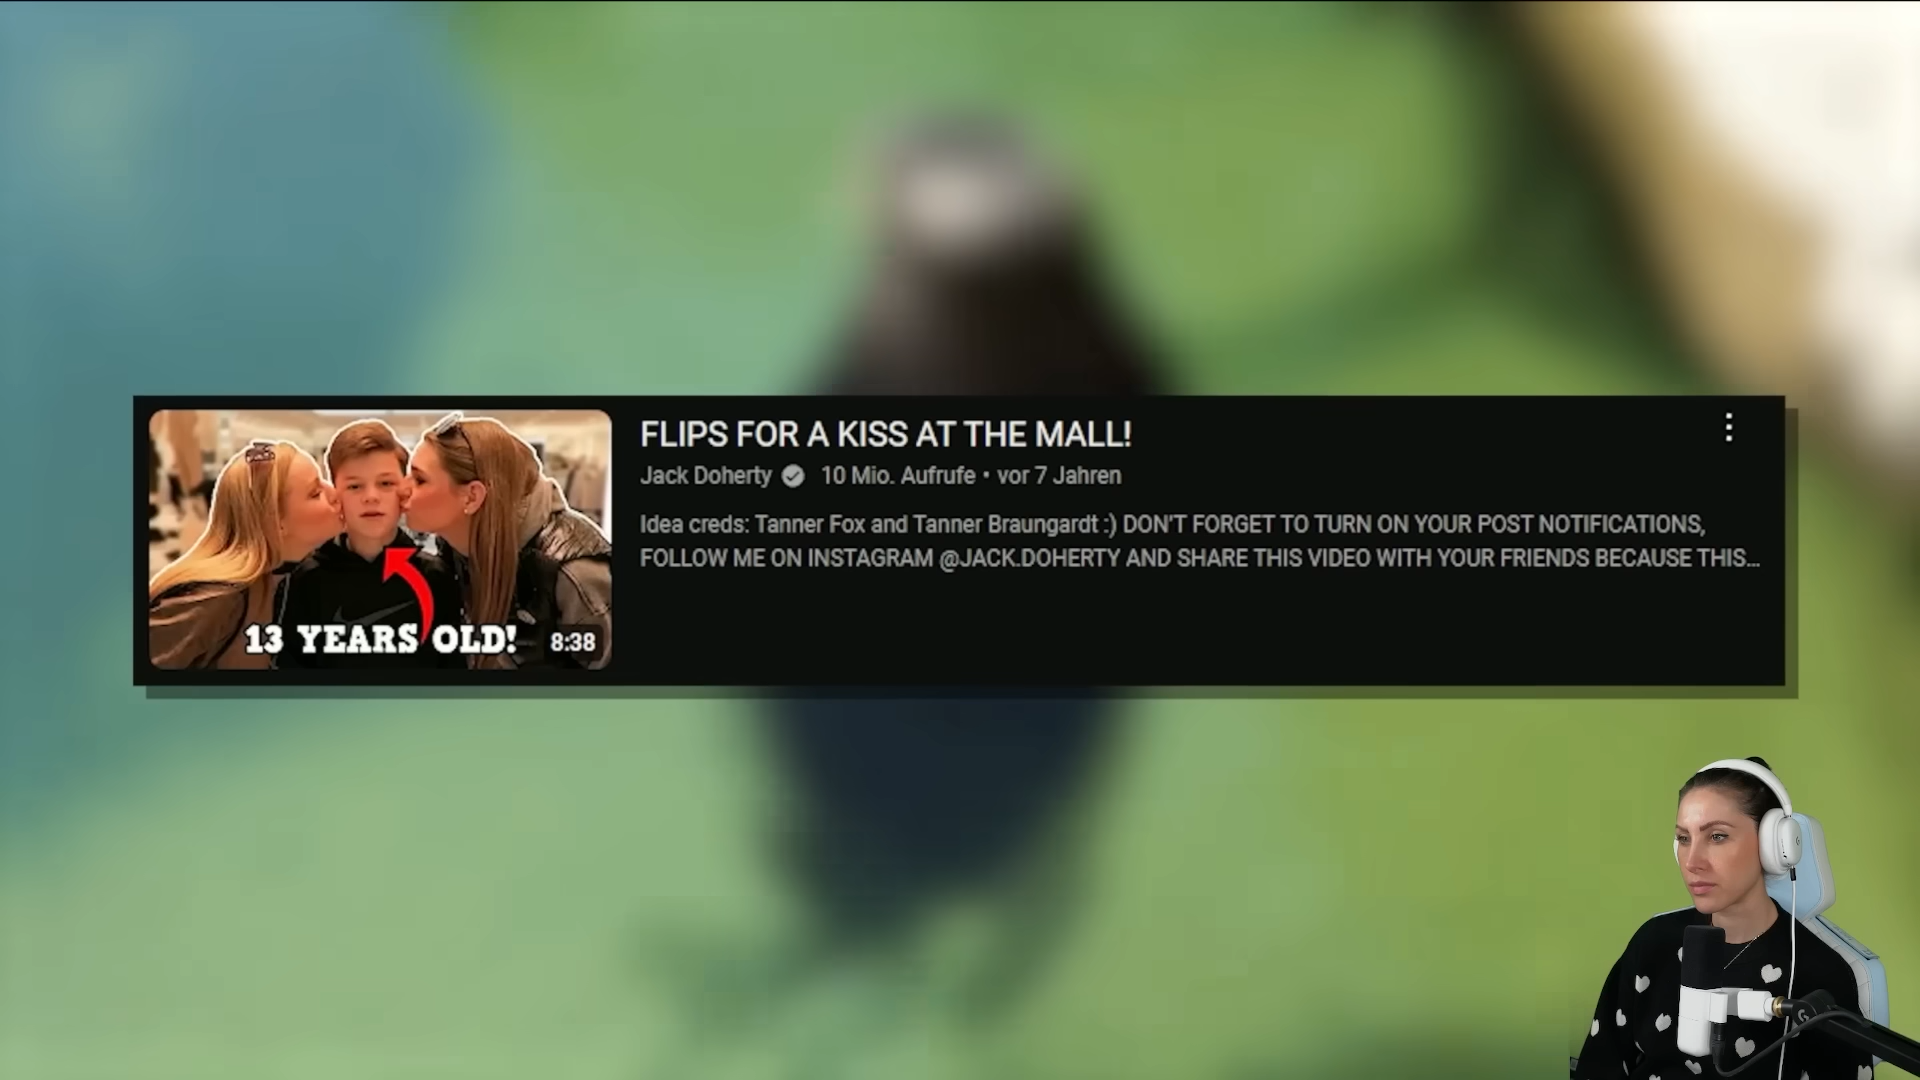 FLIPS FOR A KISS AT THE MALL!
Jack Doherty 10 Mio. Aufrufe • vor 7 Jahren
Idea creds: Tanner Fox and Tanner Braungardt :) DON'T FORGET TO TURN ON YOUR POST NOTIFICATIONS,
FOLLOW ME ON INSTAGRAM @JACK.DOHERTY AND SHARE THIS VIDEO WITH YOUR FRIENDS BECAUSE THIS...
13 YEARS OLD!
8:38